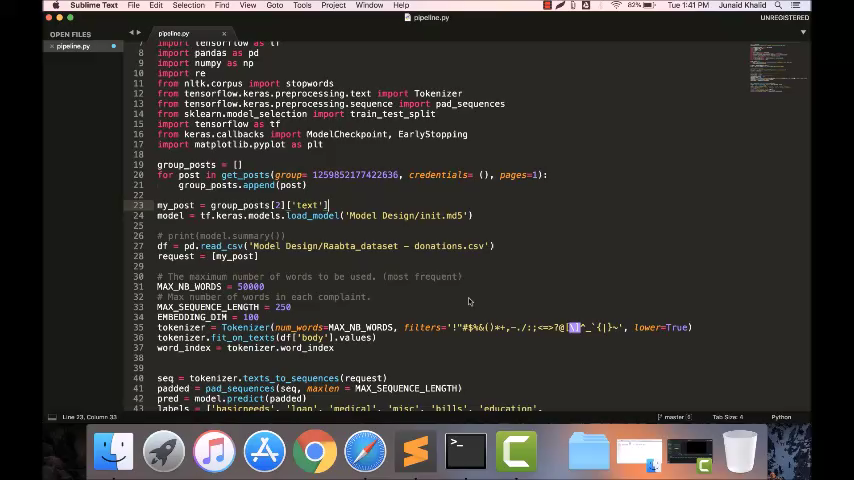 Sublime Text File Edit Selection Find View Goto Tools Project Window Help 82% Tue 1:41 PM Junaid Khalid
pipeline.py UNREGISTERED
OPEN FILES
pipeline.py
pipeline.py
7 import tensorflow as tf
8 import pandas as pd
9 import numpy as np
10 import re
11 from nltk.corpus import stopwords
12 from tensorflow.keras.preprocessing.text import Tokenizer
13 from tensorflow.keras.preprocessing.sequence import pad_sequences
14 from sklearn.model_selection import train_test_split
15 import tensorflow as tf
16 from keras.callbacks import ModelCheckpoint, EarlyStopping
17 import matplotlib.pyplot as plt
18
19 group_posts = []
20 for post in get_posts(group= 1259852177422636, credentials= (), pages=1):
21 group_posts.append(post)
22
23 my_post = group_posts[2]['text']
24 model = tf.keras.models.load_model('Model Design/init.md5')
25
26 # print(model.summary())
27 df = pd.read_csv('Model Design/Raabta_dataset - donations.csv')
28 request = [my_post]
29
30 # The maximum number of words to be used. (most frequent)
31 MAX_NB_WORDS = 50000
32 # Max number of words in each complaint.
33 MAX_SEQUENCE_LENGTH = 250
34 EMBEDDING_DIM = 100
35 tokenizer = Tokenizer(num_words=MAX_NB_WORDS, filters='!"#$%&()*+,-./:;<=>?@[\]^_`{|}~', lower=True)
36 tokenizer.fit_on_texts(df['body'].values)
37 word_index = tokenizer.word_index
38
39
40 seq = tokenizer.texts_to_sequences(request)
41 padded = pad_sequences(seq, maxlen = MAX_SEQUENCE_LENGTH)
42 pred = model.predict(padded)
43 labels = ['basicneeds', 'loan', 'medical', 'misc', 'bills', 'education',
Line 23, Column 33 master 6 Tab Size: 4 Python